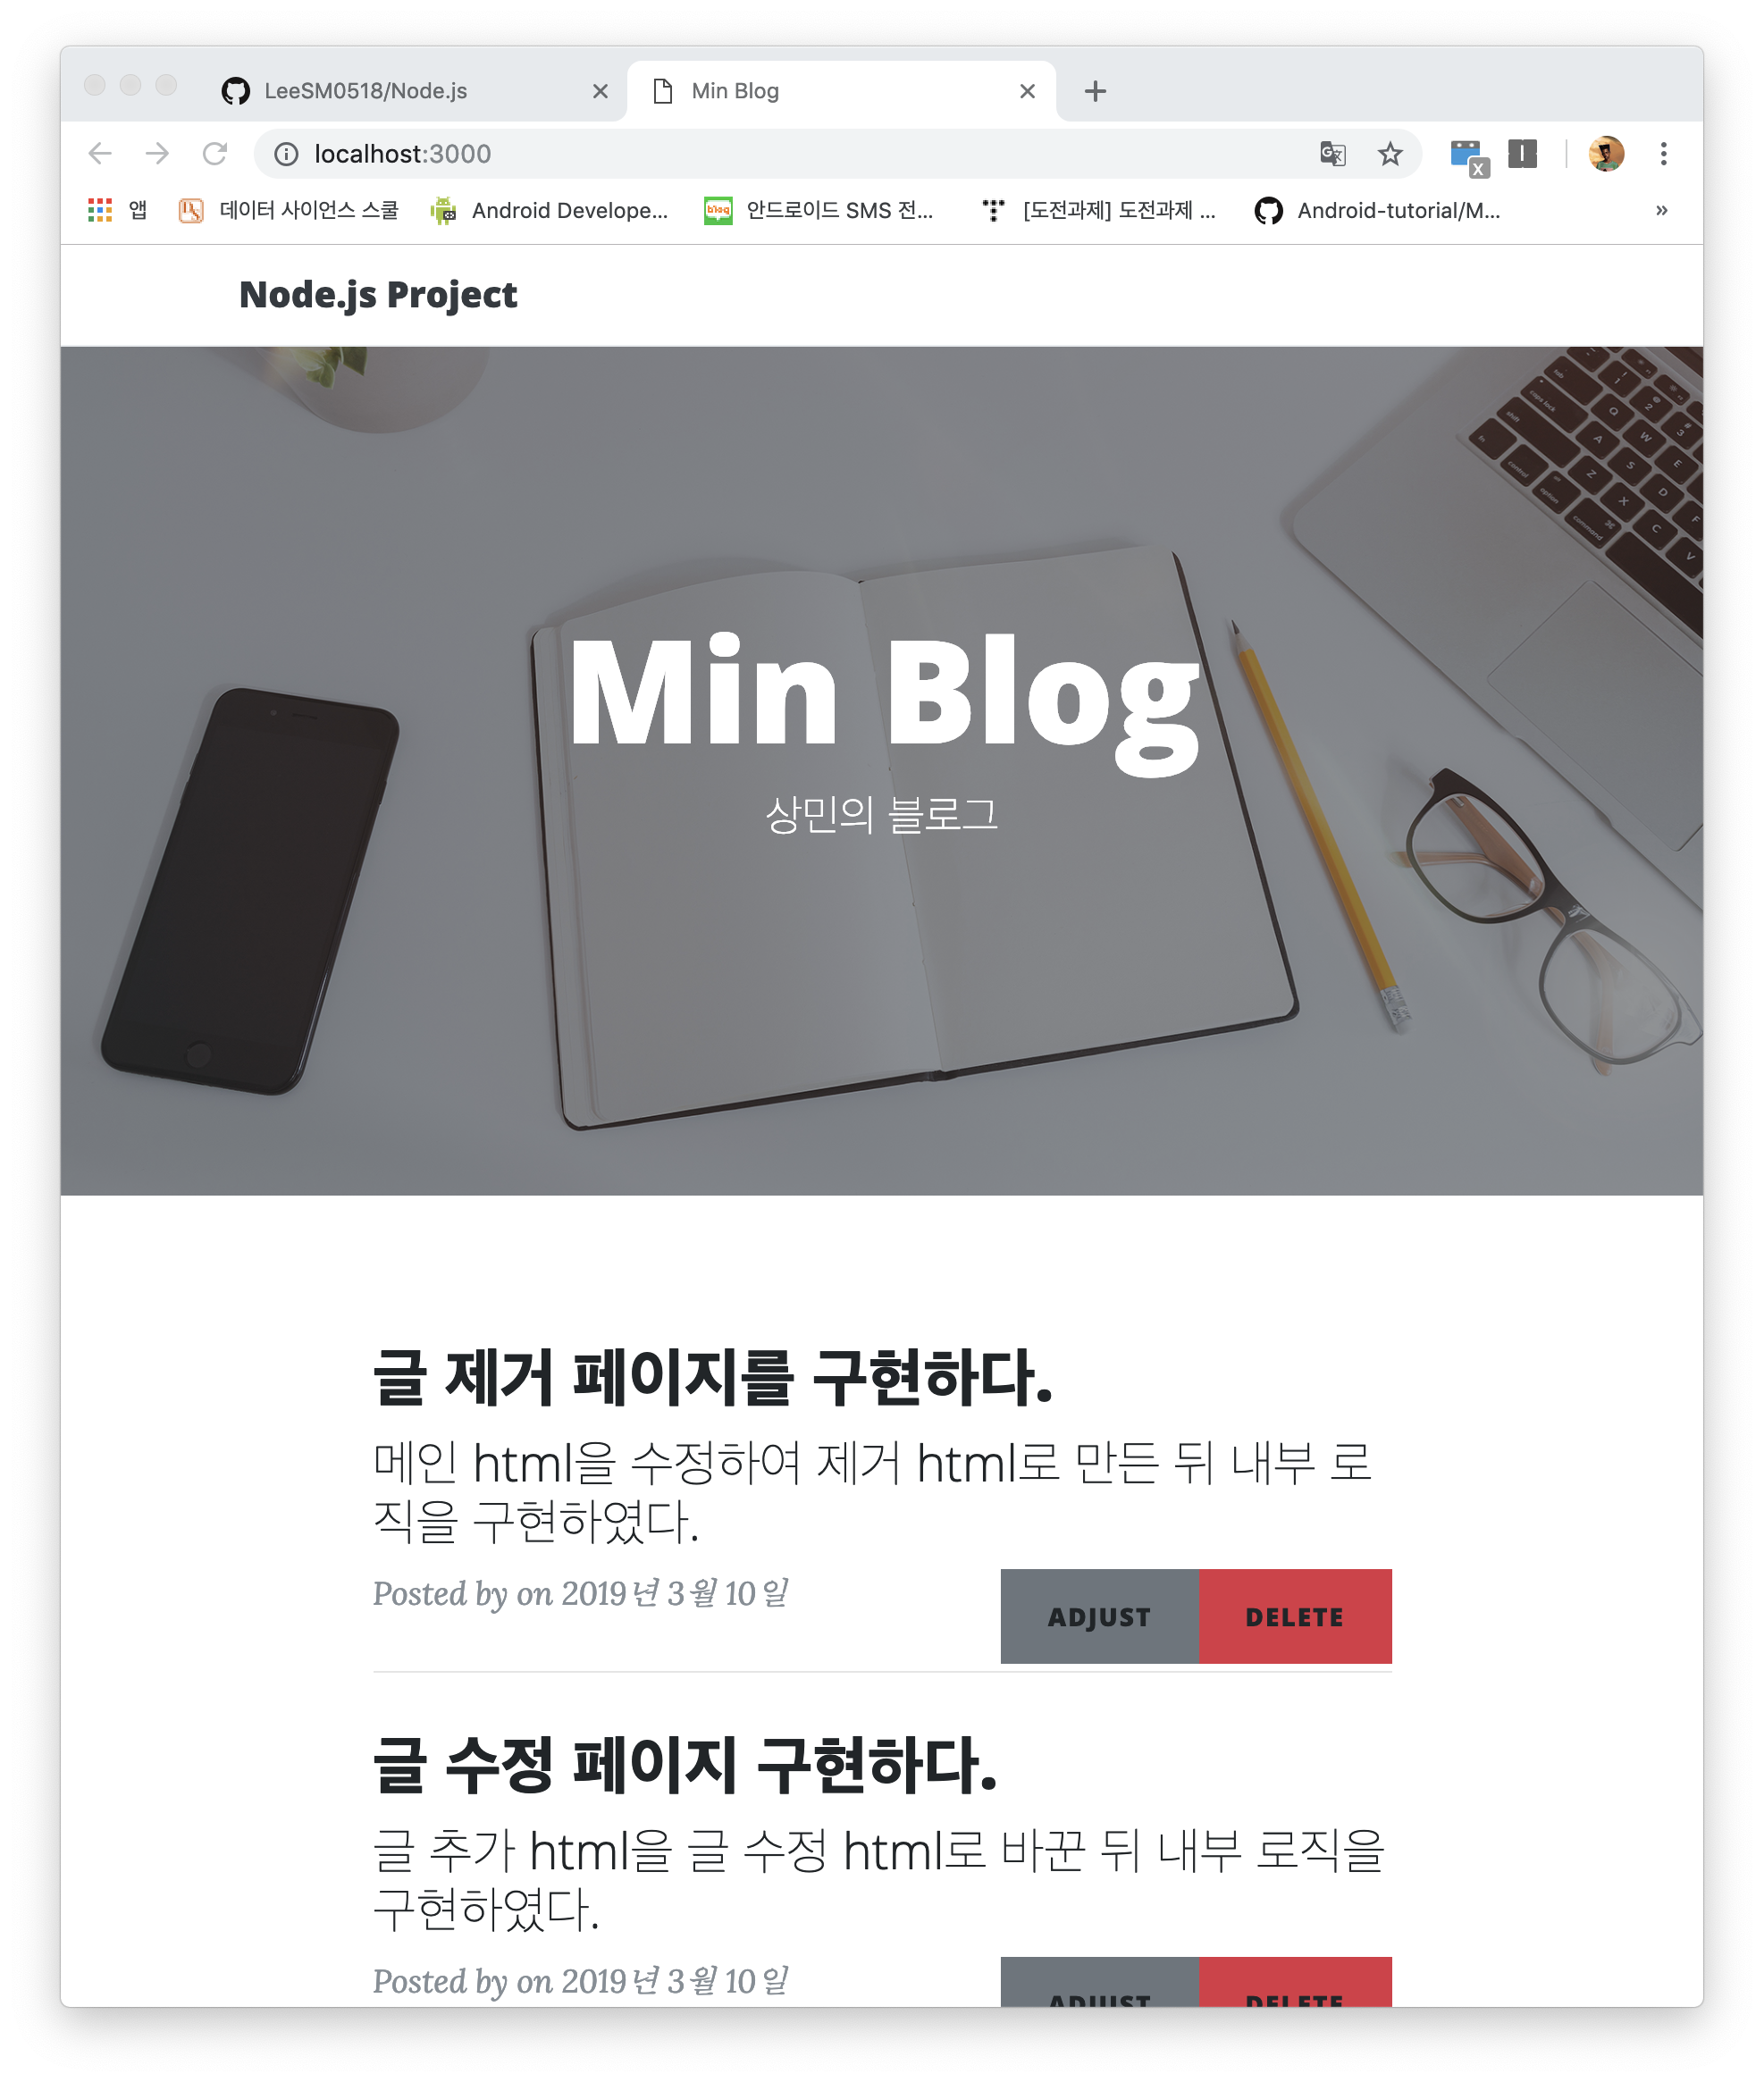 LeeSM0518/Node.js
Min Blog
localhost:3000
앱
데이터 사이언스 스쿨
Android Develope...
안드로이드 SMS 전...
[도전과제] 도전과제 ...
Android-tutorial/M...
»
Node.js Project
Min Blog
상민의 블로그
글 제거 페이지를 구현하다.
메인 html을 수정하여 제거 html로 만든 뒤 내부 로
직을 구현하였다.
Posted by on 2019년 3월 10일
ADJUST
DELETE
글 수정 페이지 구현하다.
글 추가 html을 글 수정 html로 바꾼 뒤 내부 로직을
구현하였다.
Posted by on 2019년 3월 10일
ADJUST
DELETE